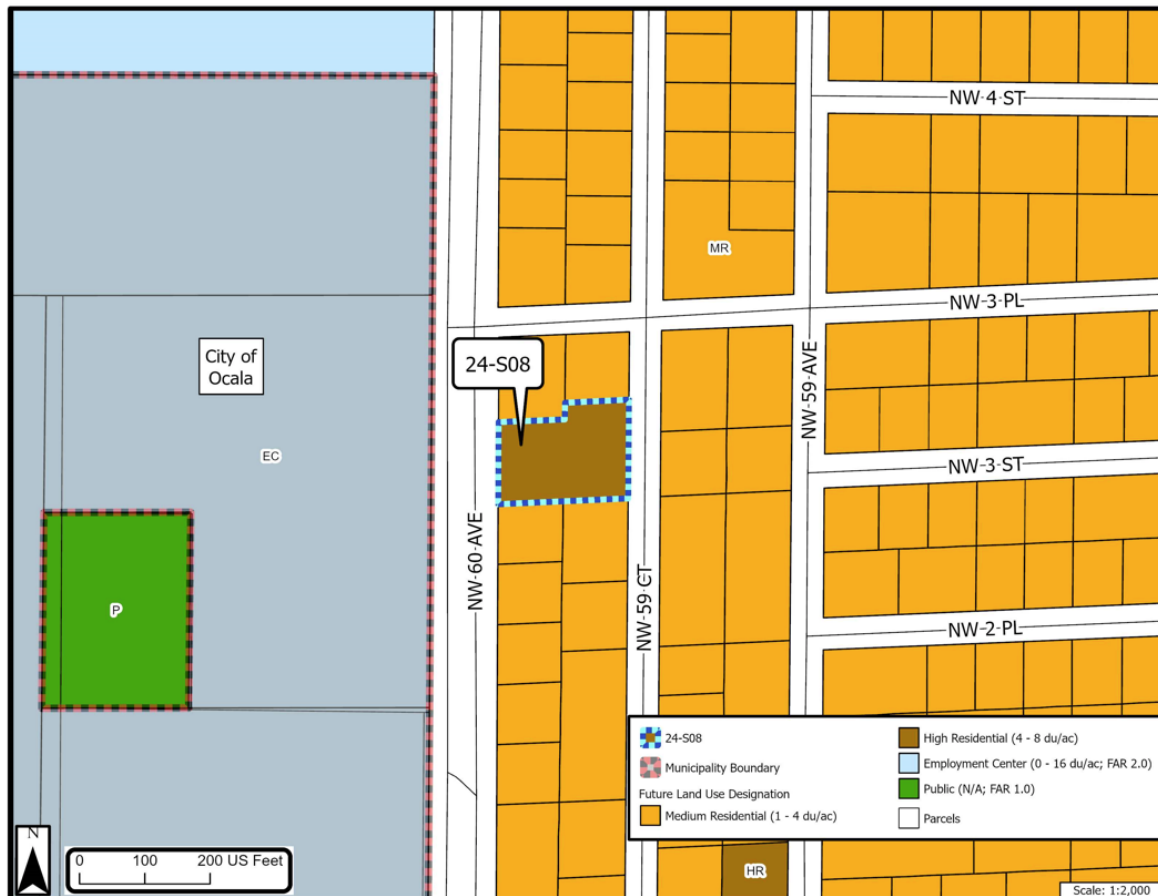 NW 4 ST
MR
NW 3 PL
City of
Ocala
24-S08
NW 59 AVE
EC
NW 3 ST
NW 60 AVE
NW 59 CT
P
NW 2 PL
24-S08
Municipality Boundary
Future Land Use Designation
Medium Residential (1 - 4 du/ac)
High Residential (4 - 8 du/ac)
Employment Center (0 - 16 du/ac; FAR 2.0)
Public (N/A; FAR 1.0)
Parcels
N
0 100 200 US Feet
HR
Scale: 1:2,000